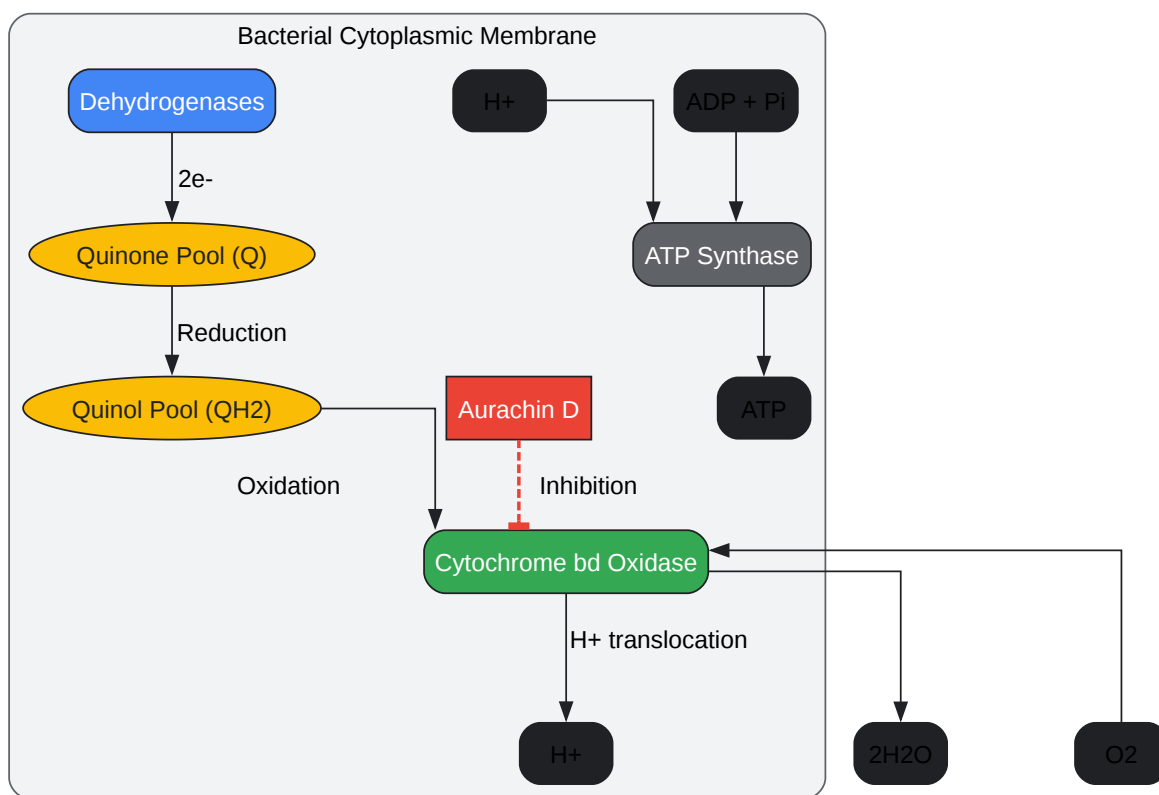 Bacterial Cytoplasmic Membrane
Dehydrogenases
H+
ADP + Pi
2e-
Quinone Pool (Q)
ATP Synthase
Reduction
Quinol Pool (QH2)
Aurachin D
ATP
Oxidation
Inhibition
Cytochrome bd Oxidase
H+ translocation
H+
2H2O
O2